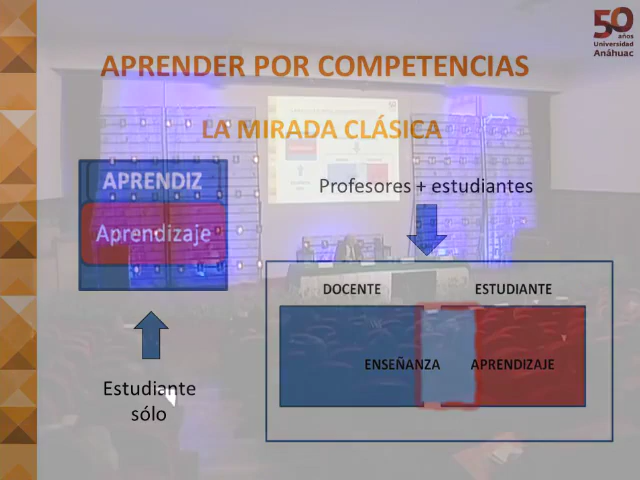 50
años
Universidad
Anáhuac
APRENDER POR COMPETENCIAS
LA MIRADA CLÁSICA
APRENDIZ
Aprendizaje
Profesores + estudiantes
DOCENTE ESTUDIANTE
ENSEÑANZA APRENDIZAJE
Estudiante
sólo